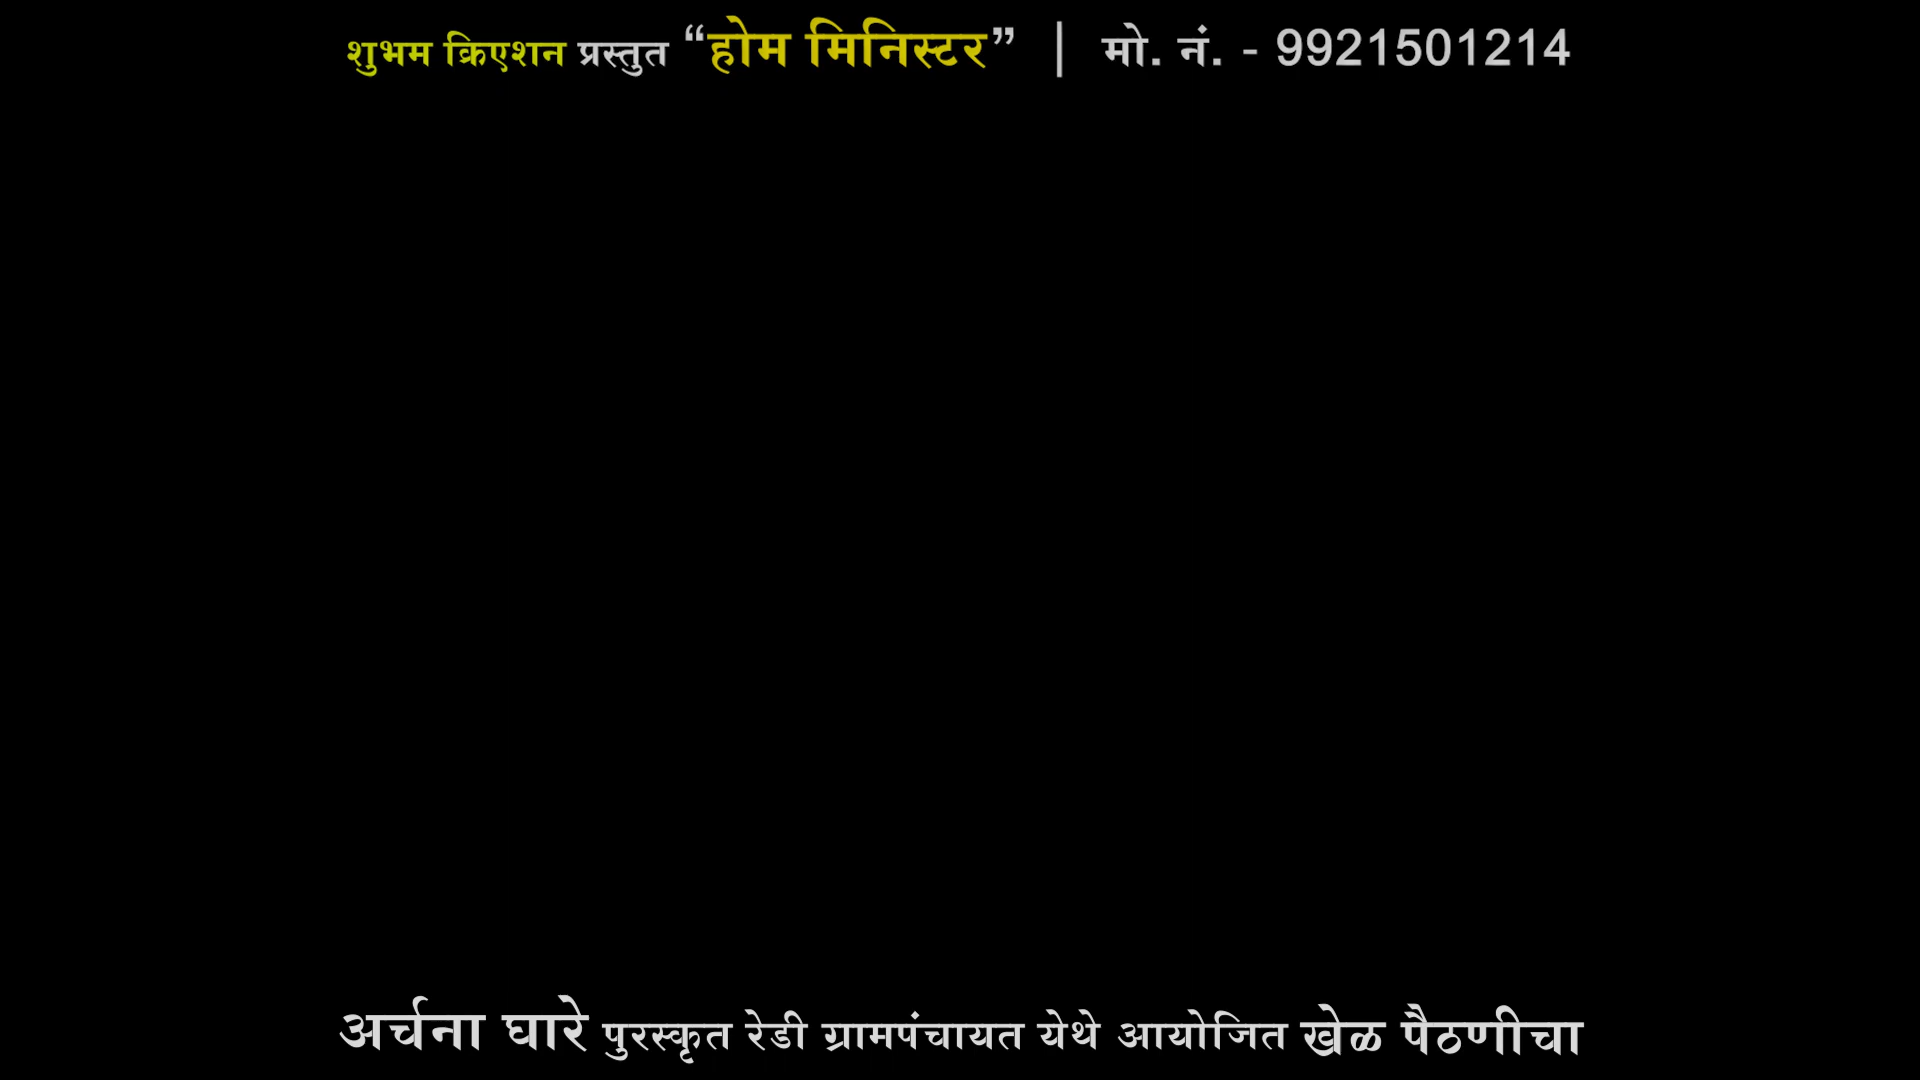 शुभम क्रिएशन प्रस्तुत “होम मिनिस्टर” | मो. नं. - 9921501214
अर्चना घारे पुरस्कृत रेडी ग्रामपंचायत येथे आयोजित खेळ पैठणीचा